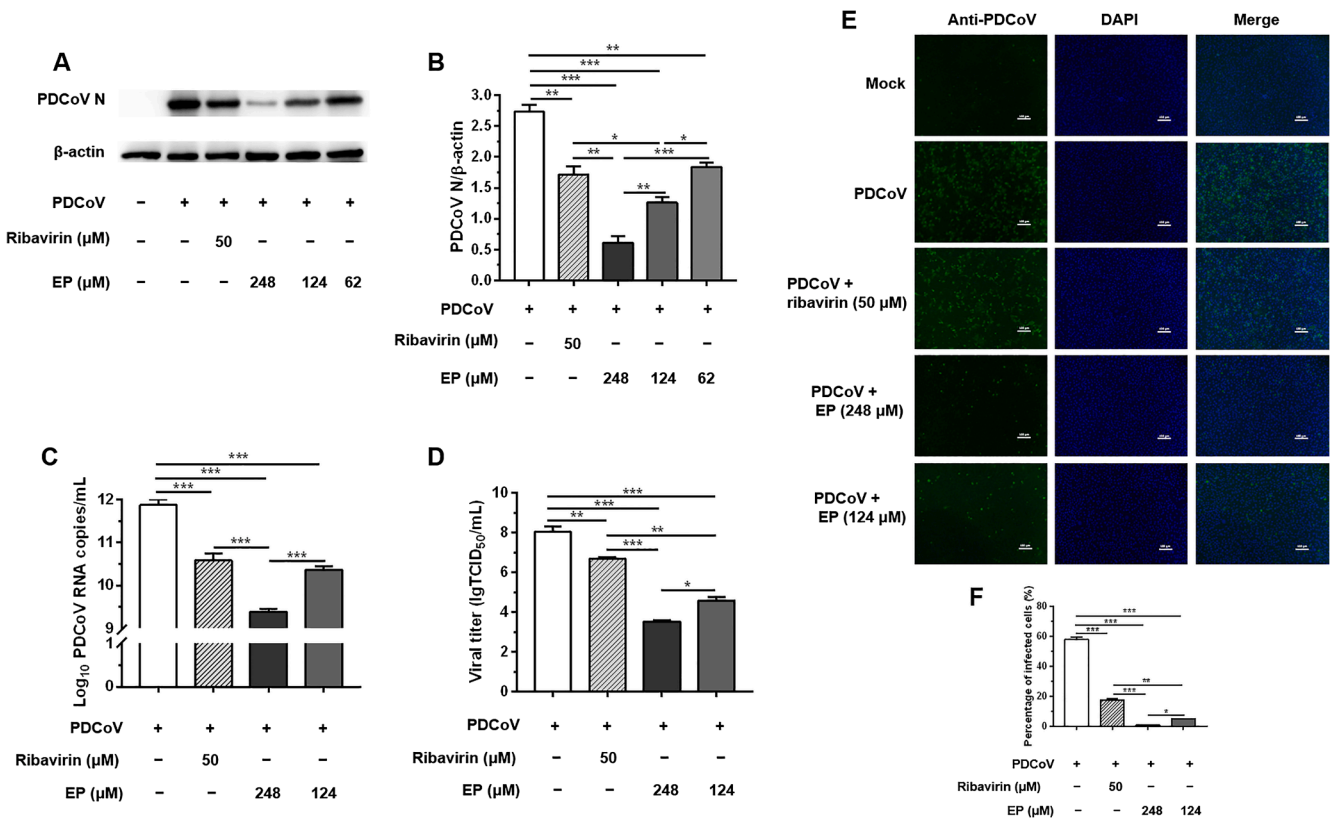 A
PDCoV N
β-actin
PDCoV – + + + + +
Ribavirin (µM) – – 50 – – –
EP (µM) – – – 248 124 62
B
**
***
***
**
* *
** ***
**
PDCoV N/β-actin
3.0
2.5
2.0
1.5
1.0
0.5
0.0
PDCoV + + + + +
Ribavirin (µM) – 50 – – –
EP (µM) – – 248 124 62
C
***
***
***
*** ***
Log10 PDCoV RNA copies/mL
12
11
10
9
1
0
PDCoV + + + +
Ribavirin (µM) – 50 – –
EP (µM) – – 248 124
D
***
***
** **
***
*
Viral titer (lgTCID50/mL)
10
8
6
4
2
0
PDCoV + + + +
Ribavirin (µM) – 50 – –
EP (µM) – – 248 124
E
Anti-PDCoV DAPI Merge
Mock
PDCoV
PDCoV +
ribavirin (50 µM)
PDCoV +
EP (248 µM)
PDCoV +
EP (124 µM)
F
***
***
***
**
***
*
Percentage of infected cells (%)
80
60
40
20
0
PDCoV + + + +
Ribavirin (µM) – 50 – –
EP (µM) – – 248 124